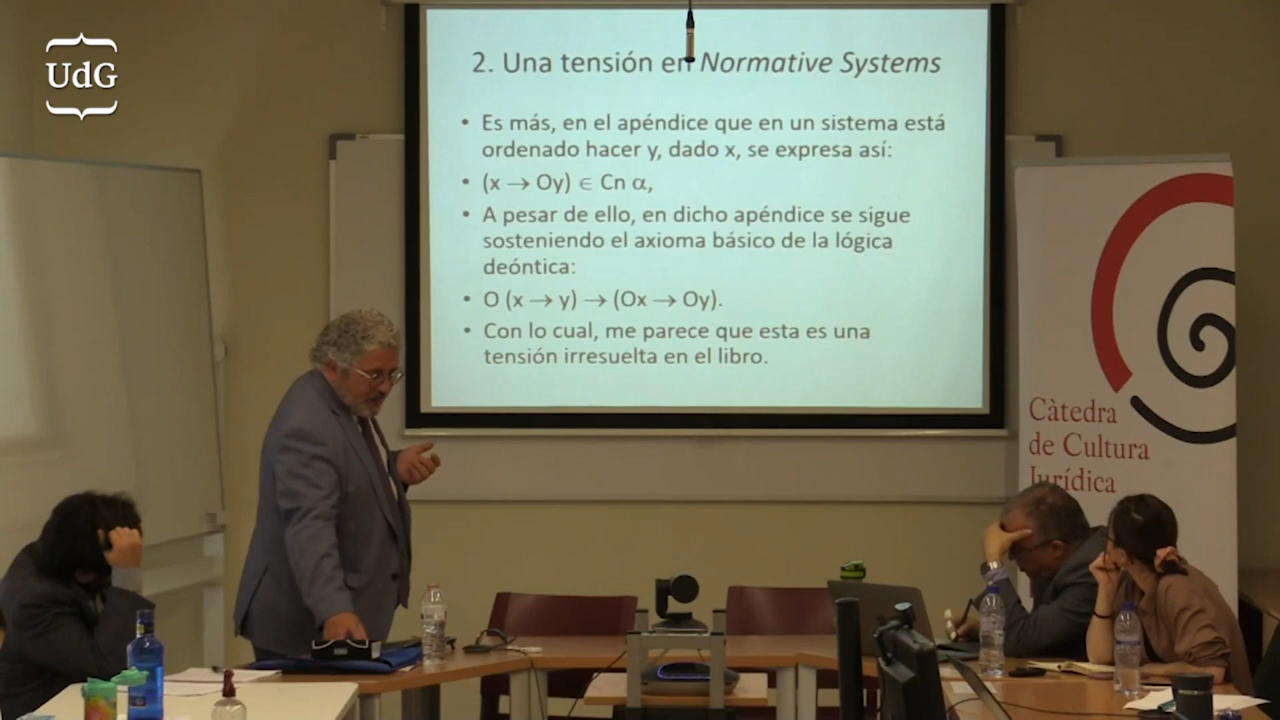 UdG
2. Una tensión en Normative Systems
• Es más, en el apéndice que en un sistema está
ordenado hacer y, dado x, se expresa así:
• (x → Oy) ∈ Cn α,
• A pesar de ello, en dicho apéndice se sigue
sosteniendo el axioma básico de la lógica
deóntica:
• O (x → y) → (Ox → Oy).
• Con lo cual, me parece que esta es una
tensión irresuelta en el libro.
Càtedra
de Cultura
Jurídica